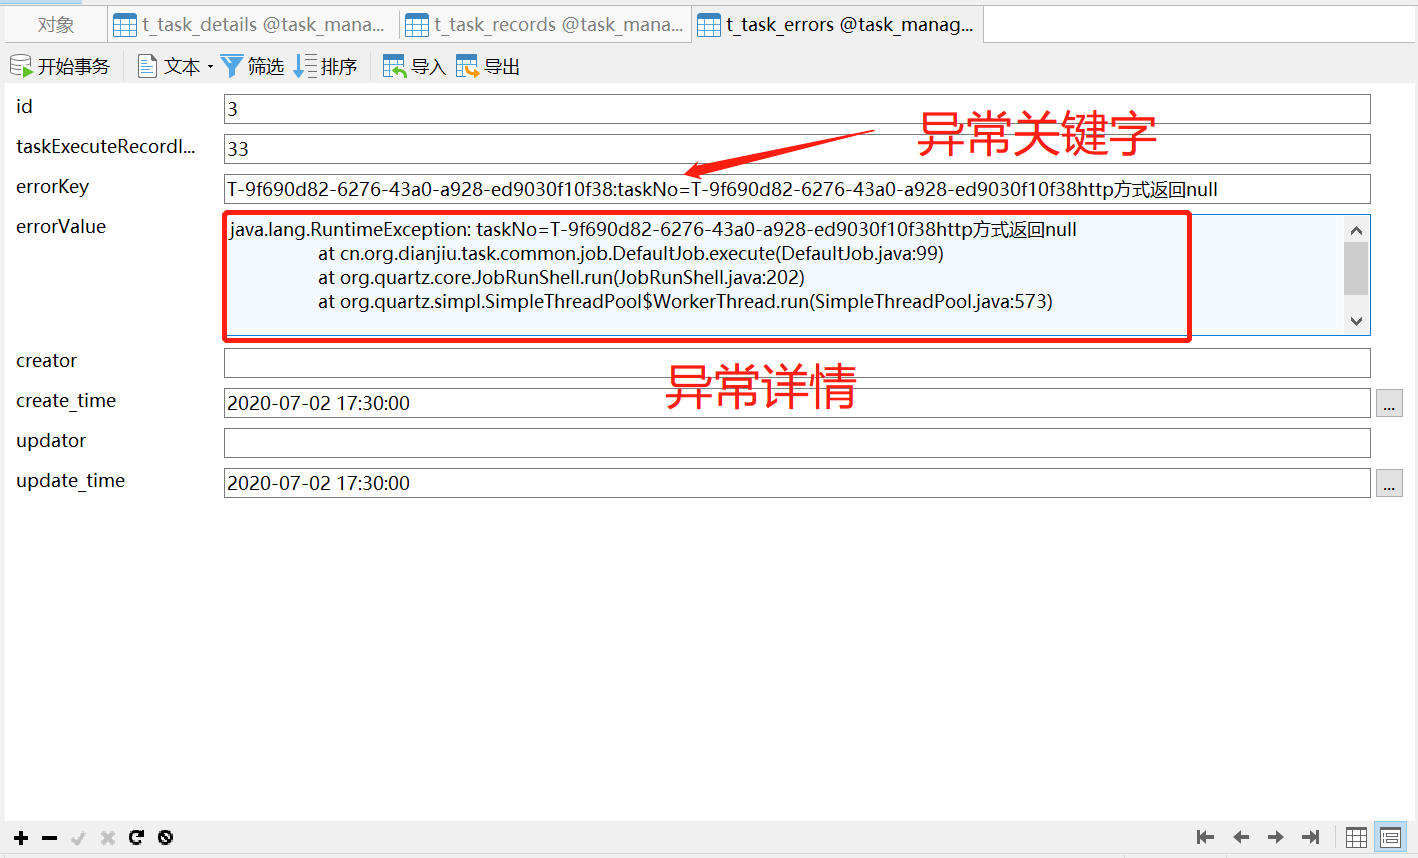 对象
t_task_details @task_mana...
t_task_records @task_mana...
t_task_errors @task_manag...
开始事务
文本
筛选
排序
导入
导出
id
3
异常关键字
taskExecuteRecordI...
33
errorKey
T-9f690d82-6276-43a0-a928-ed9030f10f38:taskNo=T-9f690d82-6276-43a0-a928-ed9030f10f38http方式返回null
errorValue
java.lang.RuntimeException: taskNo=T-9f690d82-6276-43a0-a928-ed9030f10f38http方式返回null
at cn.org.dianjiu.task.common.job.DefaultJob.execute(DefaultJob.java:99)
at org.quartz.core.JobRunShell.run(JobRunShell.java:202)
at org.quartz.simpl.SimpleThreadPool$WorkerThread.run(SimpleThreadPool.java:573)
creator
异常详情
create_time
2020-07-02 17:30:00
...
updator
update_time
2020-07-02 17:30:00
...